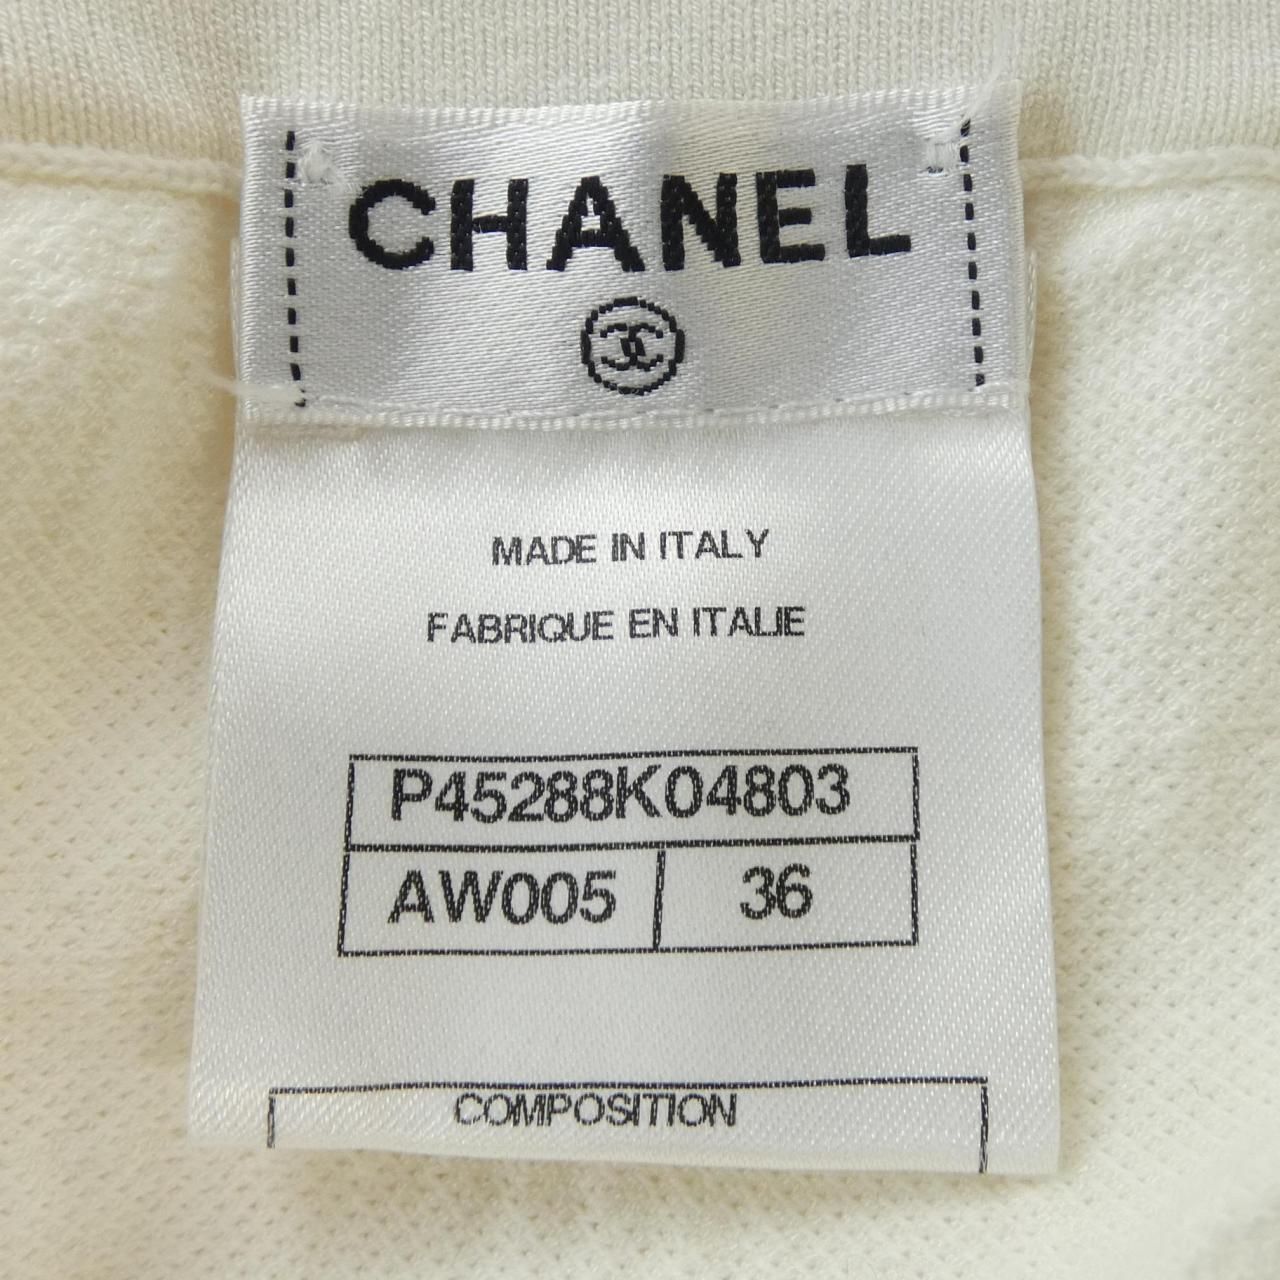 CHANEL
MADE IN ITALY
FABRIQUE EN ITALIE
P45288K04803
AW005 36
COMPOSITION